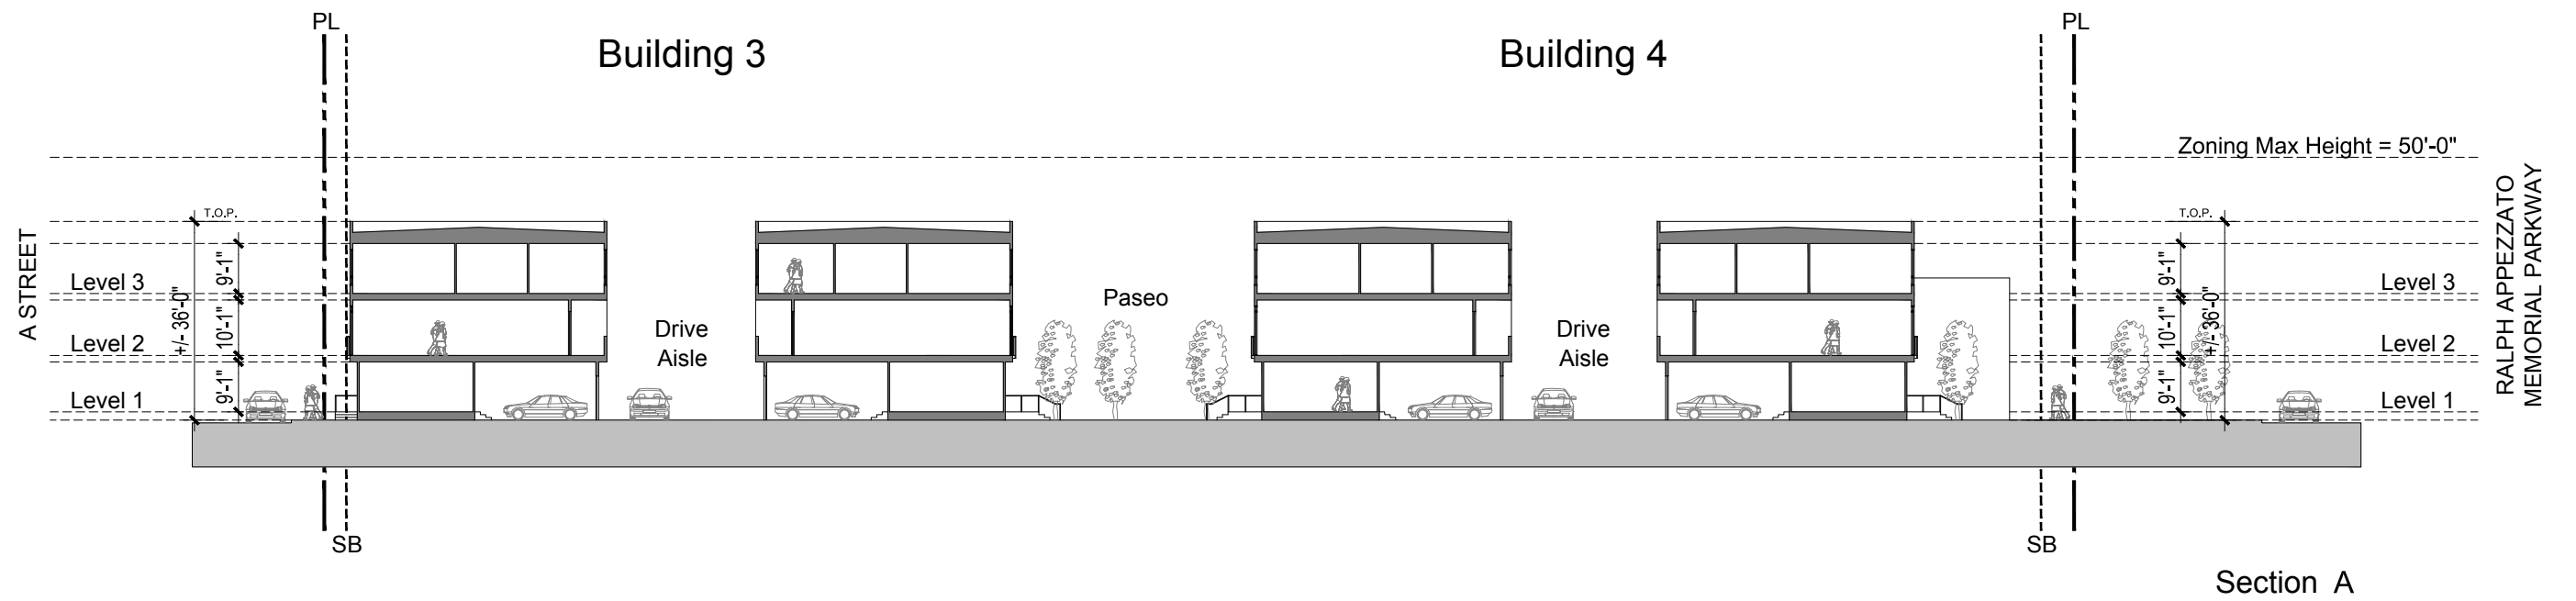 PL
PL
Building 3
Building 4
Zoning Max Height = 50'-0"
T.O.P.
T.O.P.
A STREET
RALPH APPEZZATO
MEMORIAL PARKWAY
Level 3
Level 2
Level 1
+/- 36'-0"
9'-1"
10'-1"
9'-1"
Drive
Aisle
Paseo
Drive
Aisle
9'-1"
10'-1"
9'-1"
+/- 36'-0"
Level 3
Level 2
Level 1
SB
SB
Section A